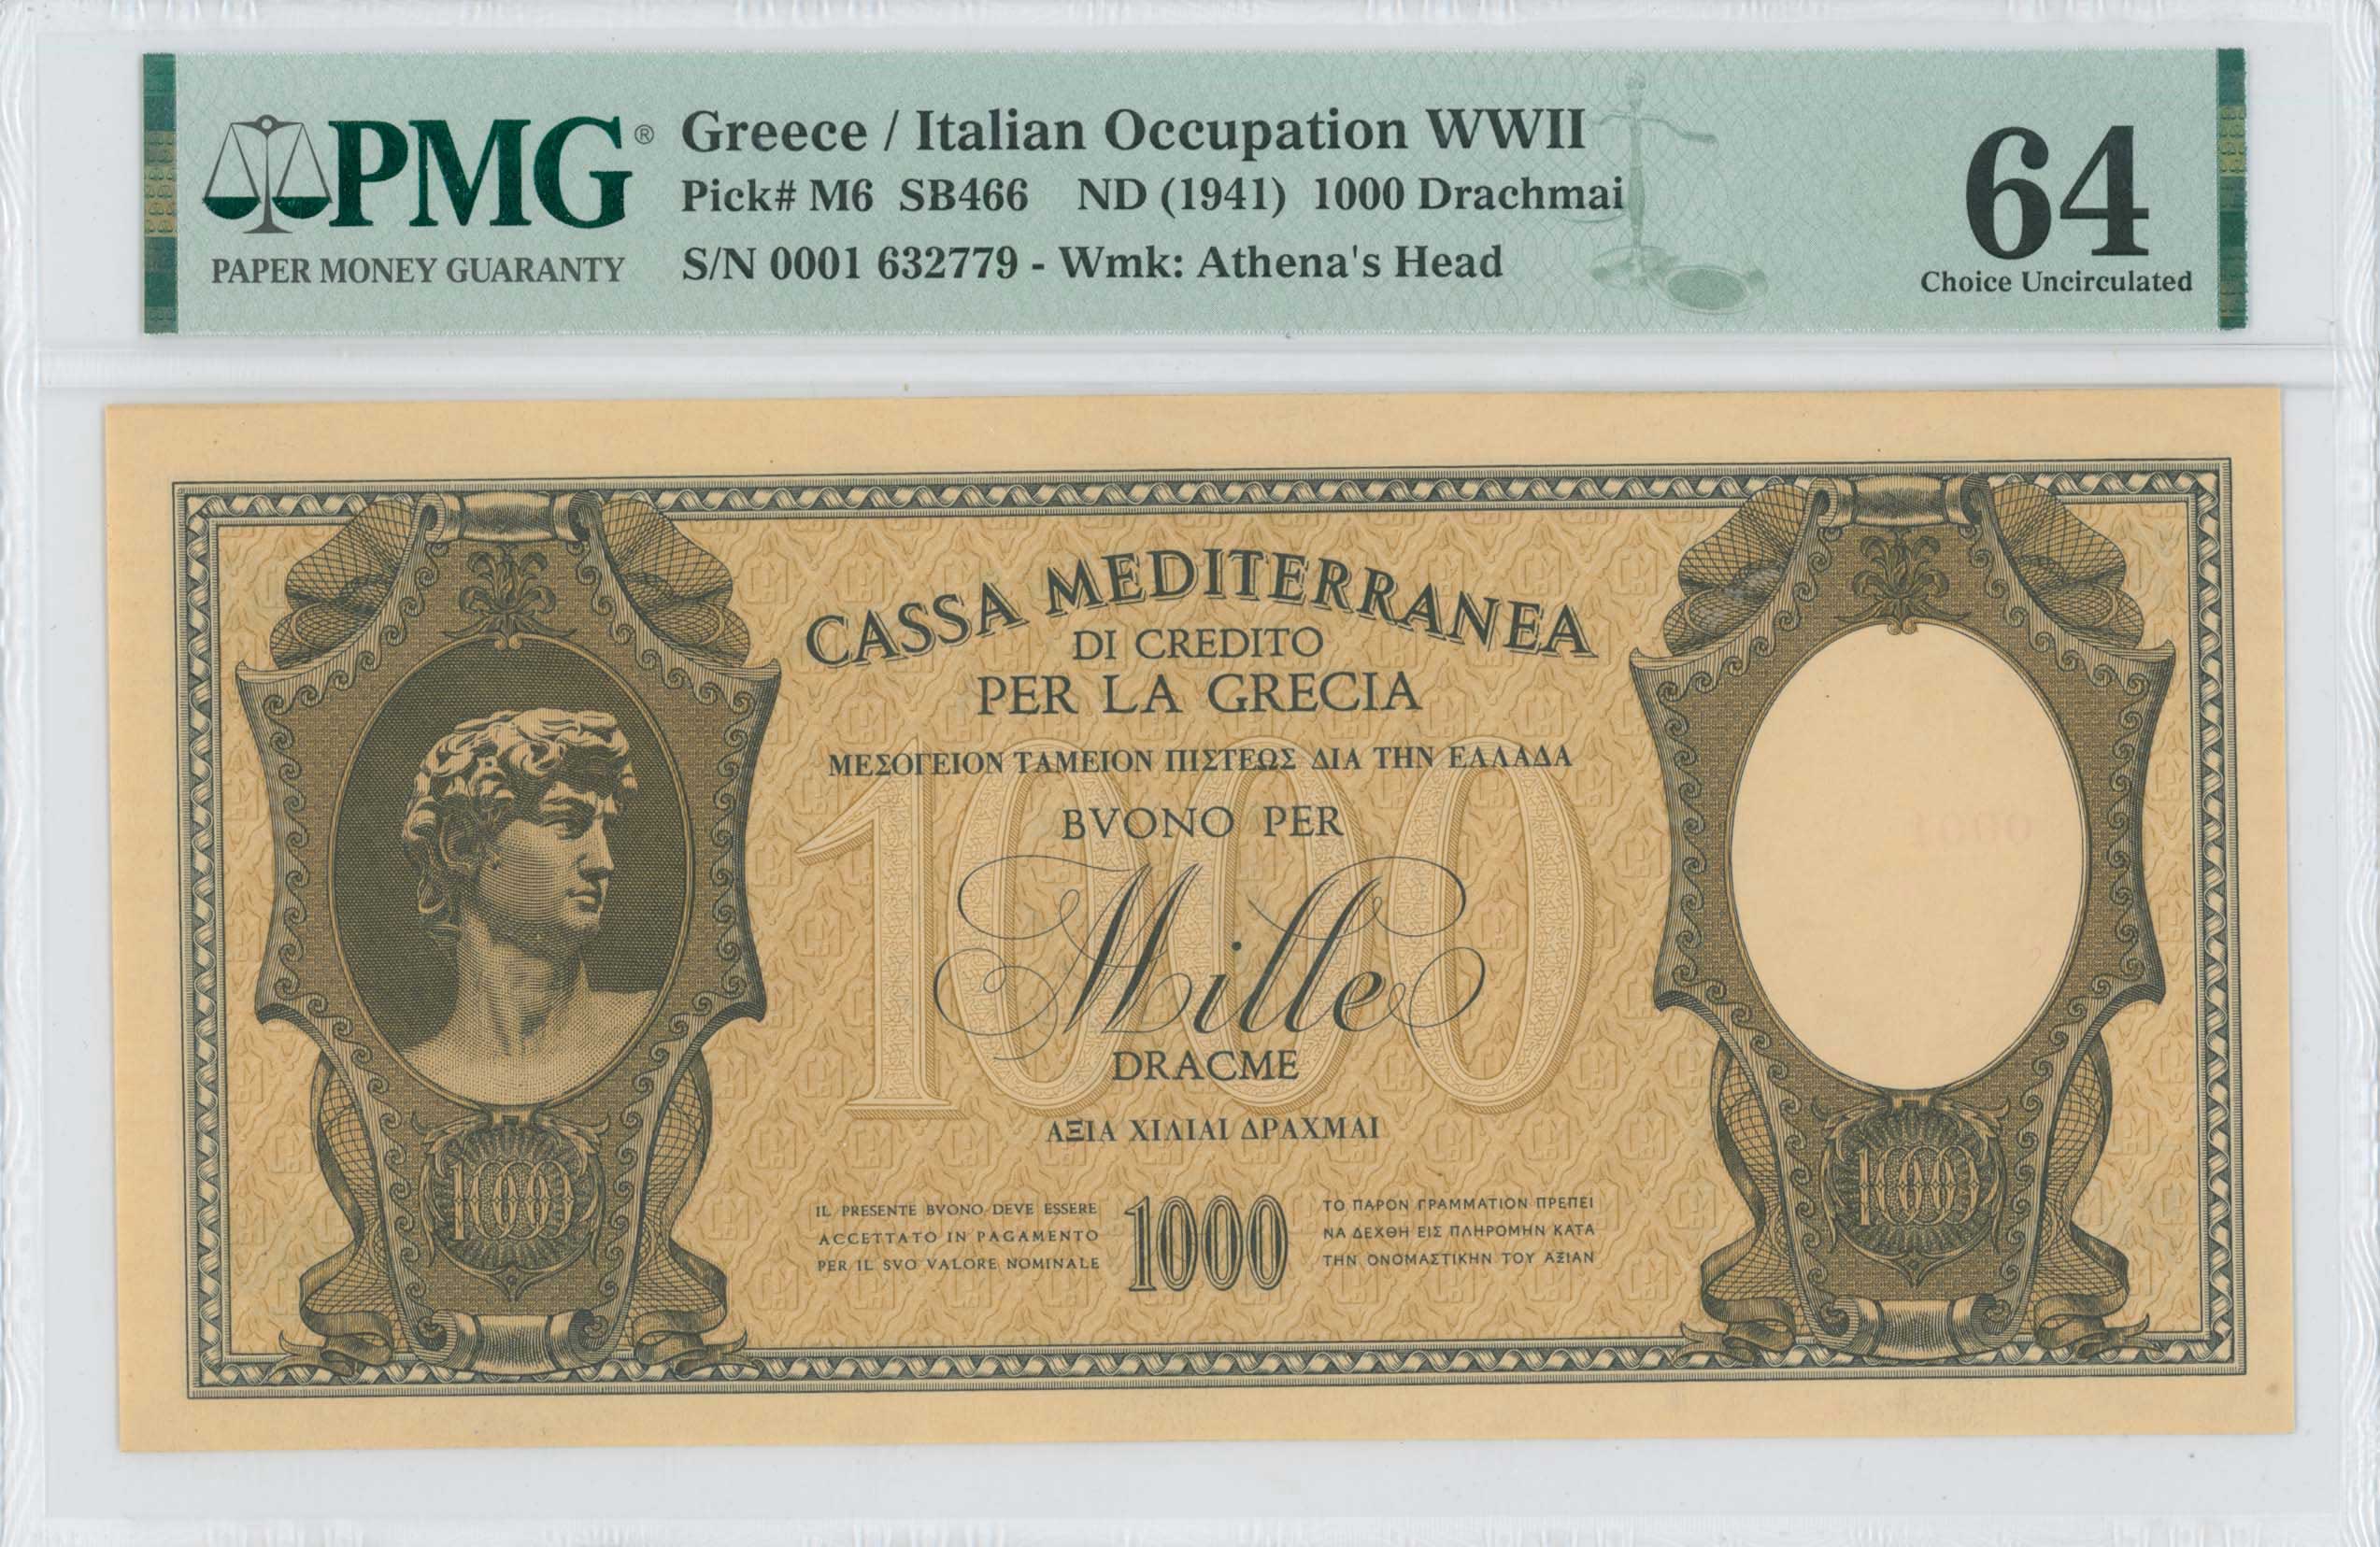 PMG®
PAPER MONEY GUARANTY
Greece / Italian Occupation WWII
Pick# M6 SB466 ND (1941) 1000 Drachmai
S/N 0001 632779 - Wmk: Athena's Head
64
Choice Uncirculated
CASSA MEDITERRANEA
DI CREDITO
PER LA GRECIA
ΜΕΣΟΓΕΙΟΝ ΤΑΜΕΙΟΝ ΠΙΣΤΕΩΣ ΔΙΑ ΤΗΝ ΕΛΛΑΔΑ
BVONO PER
1000
Mille
DRACME
ΑΞΙΑ ΧΙΛΙΑΙ ΔΡΑΧΜΑΙ
IL PRESENTE BVONO DEVE ESSERE
ACCETTATO IN PAGAMENTO
PER IL SVO VALORE NOMINALE
1000
ΤΟ ΠΑΡΟΝ ΓΡΑΜΜΑΤΙΟΝ ΠΡΕΠΕΙ
ΝΑ ΔΕΧΘΗ ΕΙΣ ΠΛΗΡΟΜΗΝ ΚΑΤΑ
ΤΗΝ ΟΝΟΜΑΣΤΙΚΗΝ ΤΟΥ ΑΞΙΑΝ
1000
1000